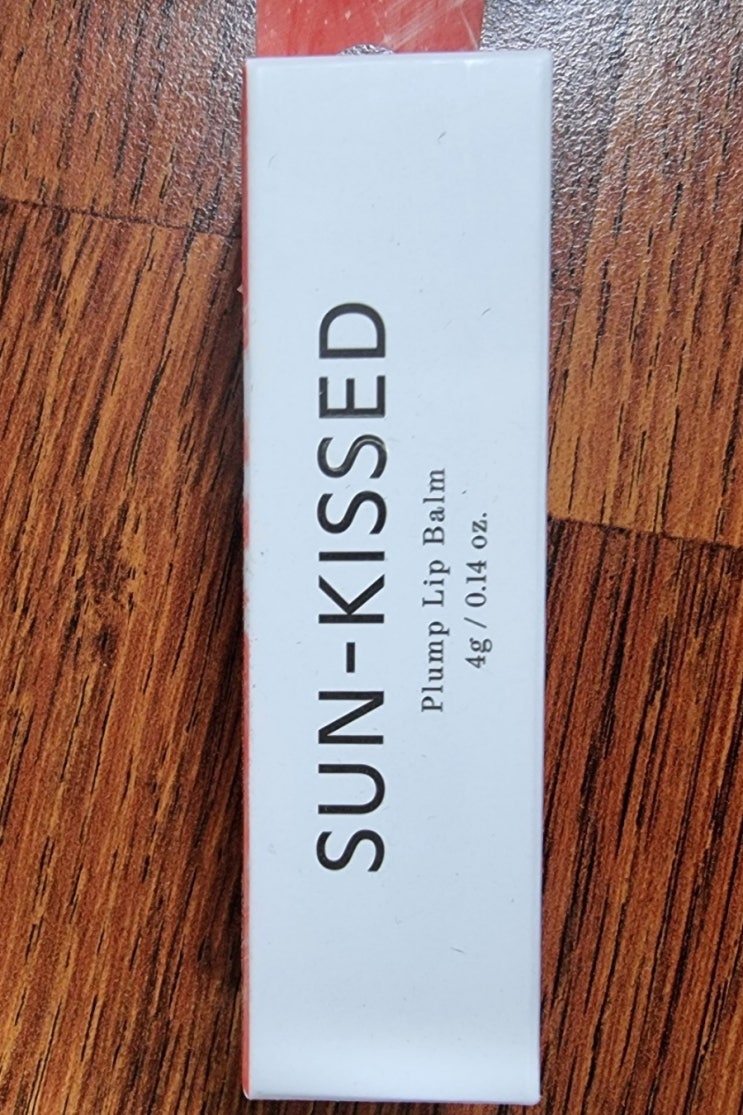 SUN-KISSED
Plump Lip Balm
4g / 0.14 oz.